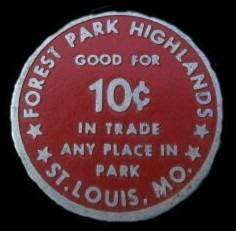 FOREST PARK HIGHLANDS
GOOD FOR
10¢
IN TRADE
ANY PLACE IN
PARK
ST. LOUIS, MO.